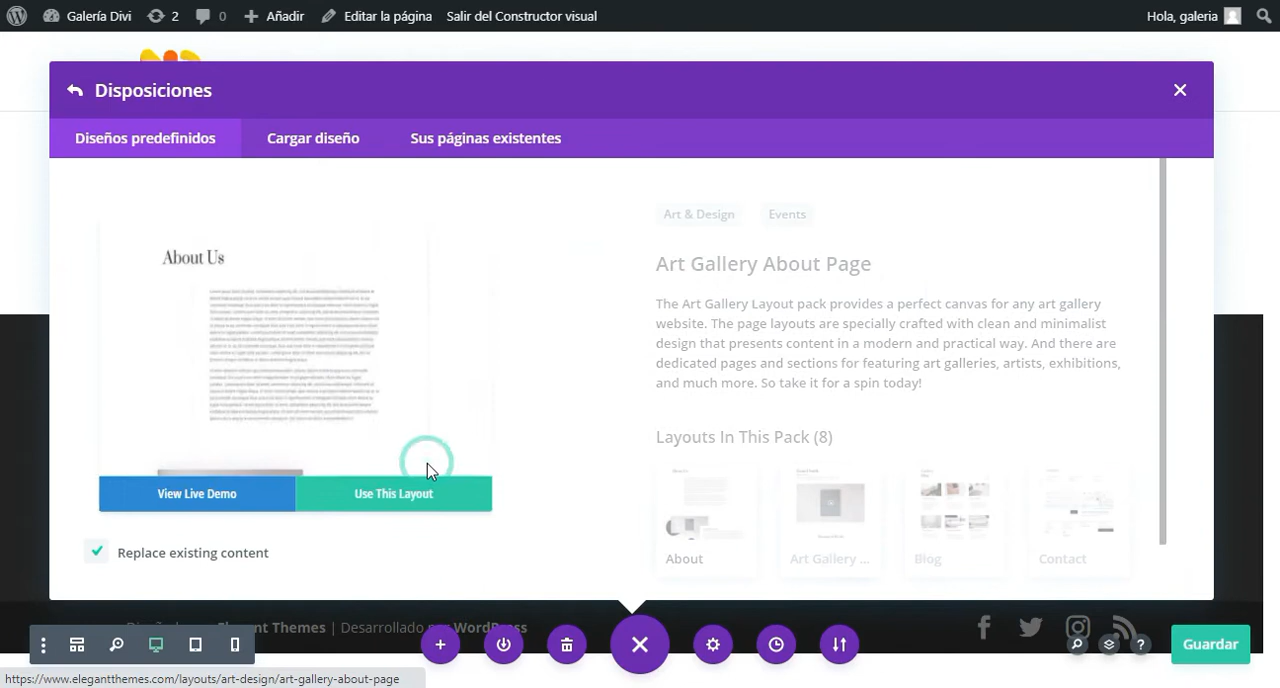 Galería Divi 2 0 Añadir Editar la página Salir del Constructor visual Hola, galeria
Disposiciones
Diseños predefinidos Cargar diseño Sus páginas existentes
About Us
View Live Demo Use This Layout
Replace existing content
Art & Design Events
Art Gallery About Page
The Art Gallery Layout pack provides a perfect canvas for any art gallery
website. The page layouts are specially crafted with clean and minimalist
design that presents content in a modern and practical way. And there are
dedicated pages and sections for featuring art galleries, artists, exhibitions,
and much more. So take it for a spin today!
Layouts In This Pack (8)
About Art Gallery ... Blog Contact
Elegant Themes | Desarrollado por WordPress
? Guardar
https://www.elegantthemes.com/layouts/art-design/art-gallery-about-page